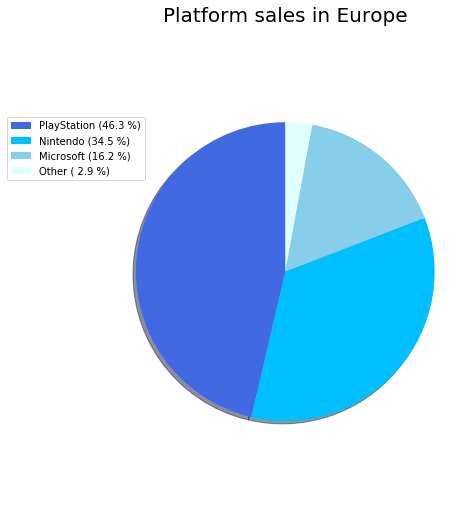 Platform sales in Europe
PlayStation (46.3 %)
Nintendo (34.5 %)
Microsoft (16.2 %)
Other ( 2.9 %)